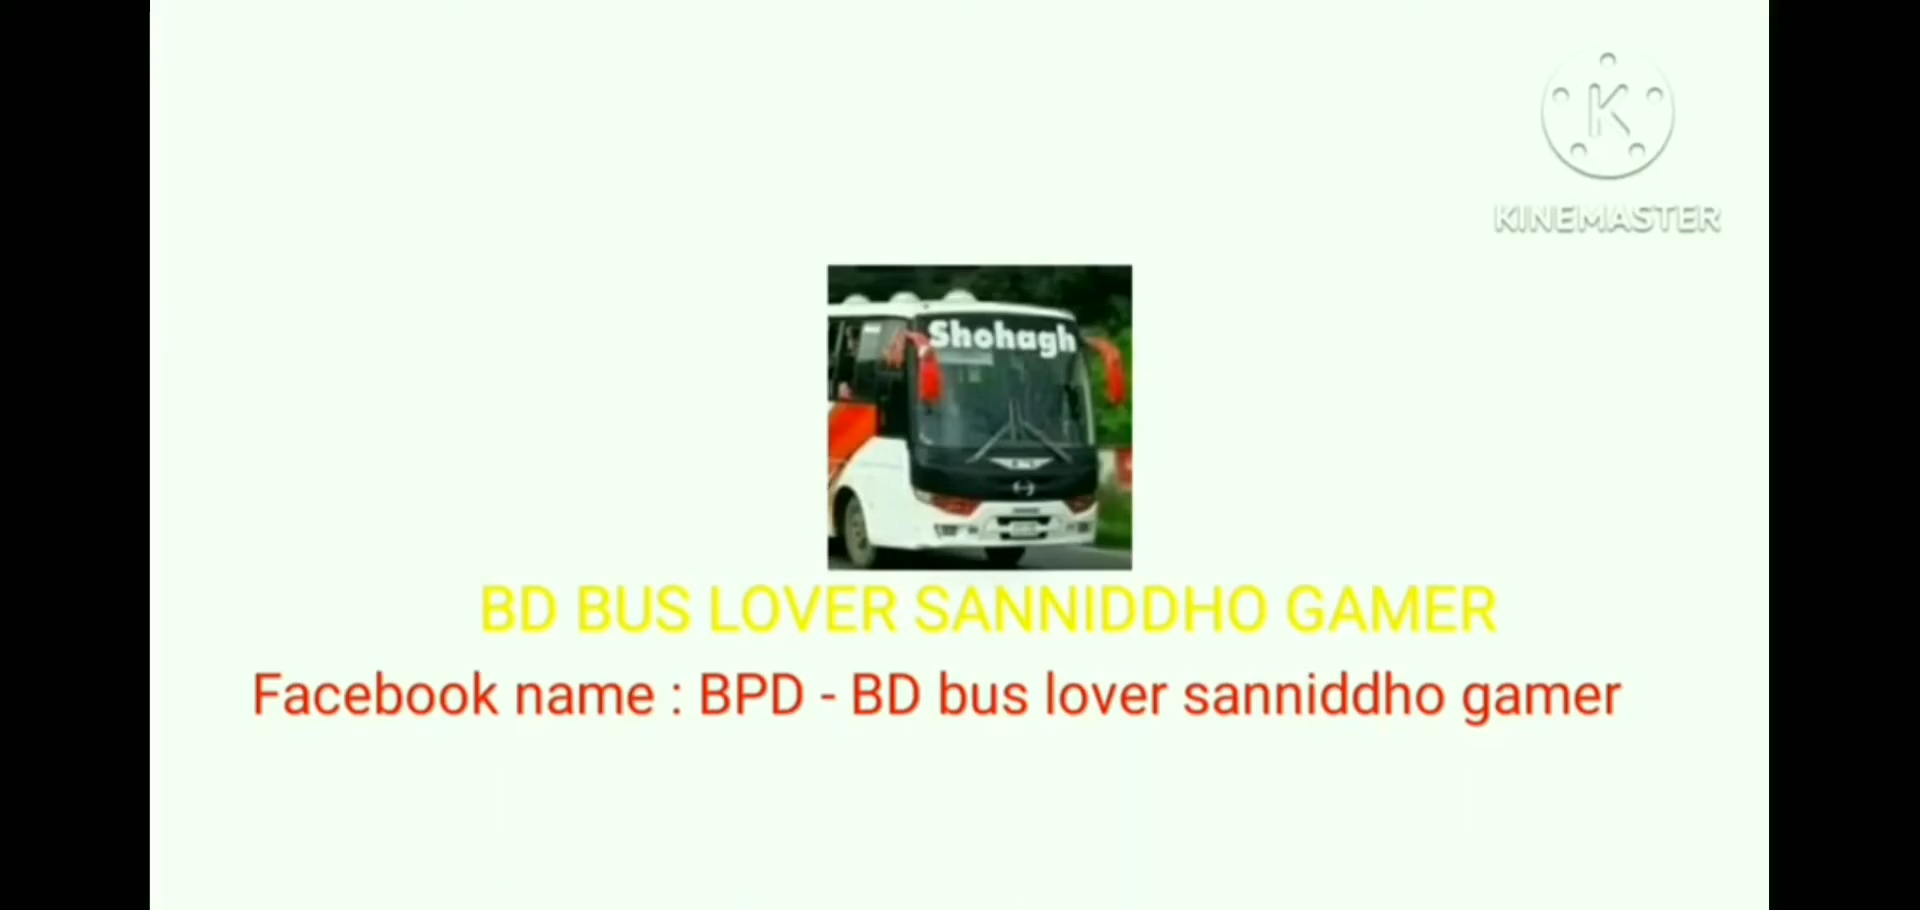 K
KINEMASTER
Shohagh
BD BUS LOVER SANNIDDHO GAMER
Facebook name : BPD - BD bus lover sanniddho gamer